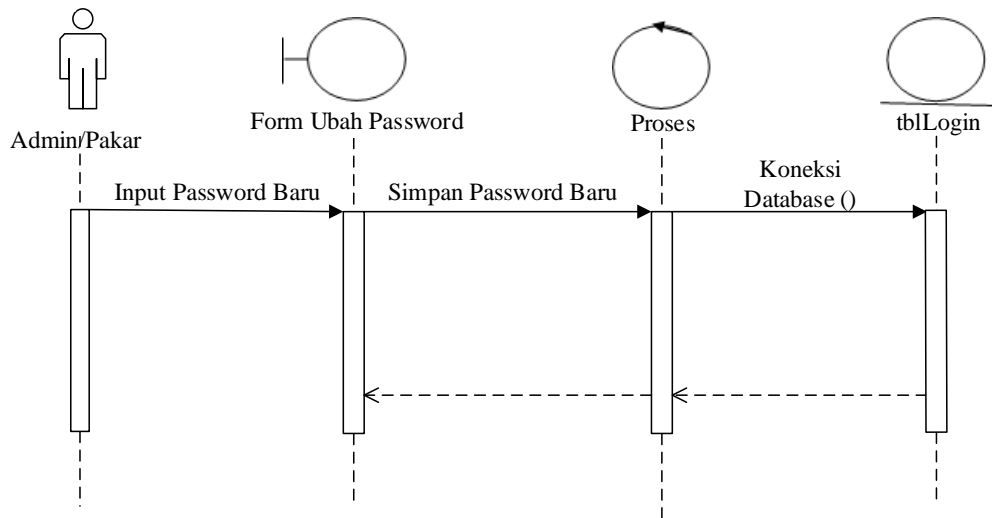 Admin/Pakar
Form Ubah Password
Proses
tblLogin
Input Password Baru
Simpan Password Baru
Koneksi
Database ()